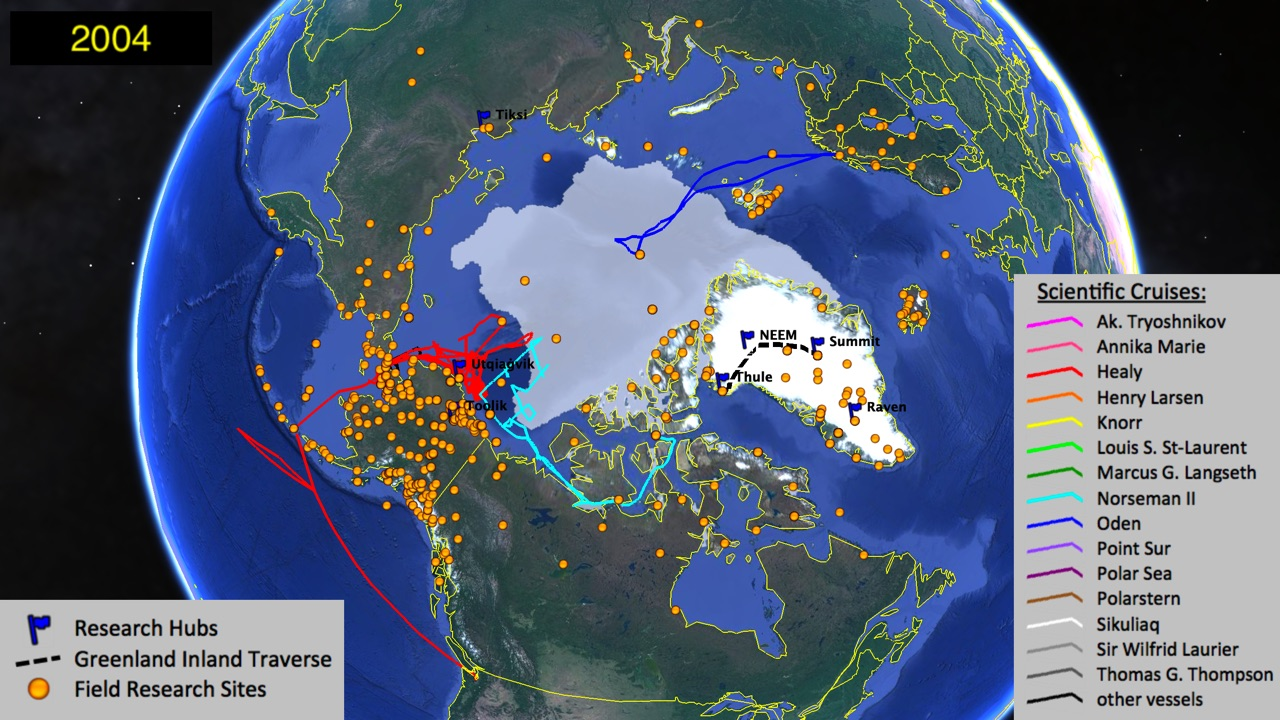 2004
Tiksi
NEEM
Summit
Thule
Utqiaġvik
Toolik
Raven
Scientific Cruises:
Ak. Tryoshnikov
Annika Marie
Healy
Henry Larsen
Knorr
Louis S. St-Laurent
Marcus G. Langseth
Norseman II
Oden
Point Sur
Polar Sea
Polarstern
Sikuliaq
Sir Wilfrid Laurier
Thomas G. Thompson
other vessels
Research Hubs
Greenland Inland Traverse
Field Research Sites